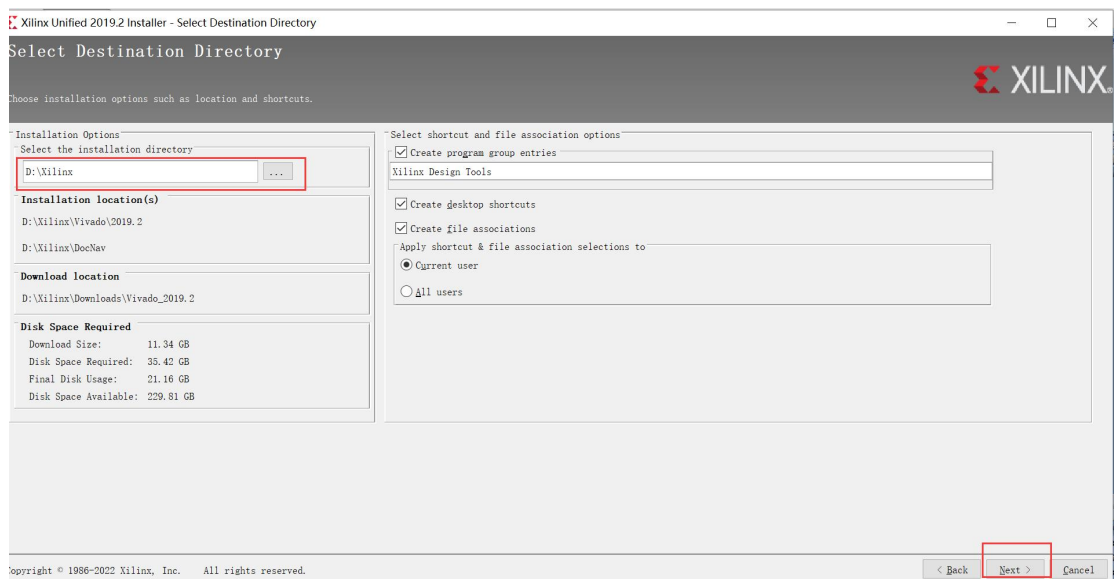 Xilinx Unified 2019.2 Installer - Select Destination Directory
Select Destination Directory
XILINX
Choose installation options such as location and shortcuts.
Installation Options
Select the installation directory
D:\Xilinx
...
Installation location(s)
D:\Xilinx\Vivado\2019.2
D:\Xilinx\DocNav
Download location
D:\Xilinx\Downloads\Vivado_2019.2
Disk Space Required
Download Size: 11.34 GB
Disk Space Required: 35.42 GB
Final Disk Usage: 21.16 GB
Disk Space Available: 229.81 GB
Select shortcut and file association options
Create program group entries
Xilinx Design Tools
Create desktop shortcuts
Create file associations
Apply shortcut & file association selections to
Current user
All users
Copyright © 1986-2022 Xilinx, Inc. All rights reserved.
< Back
Next >
Cancel